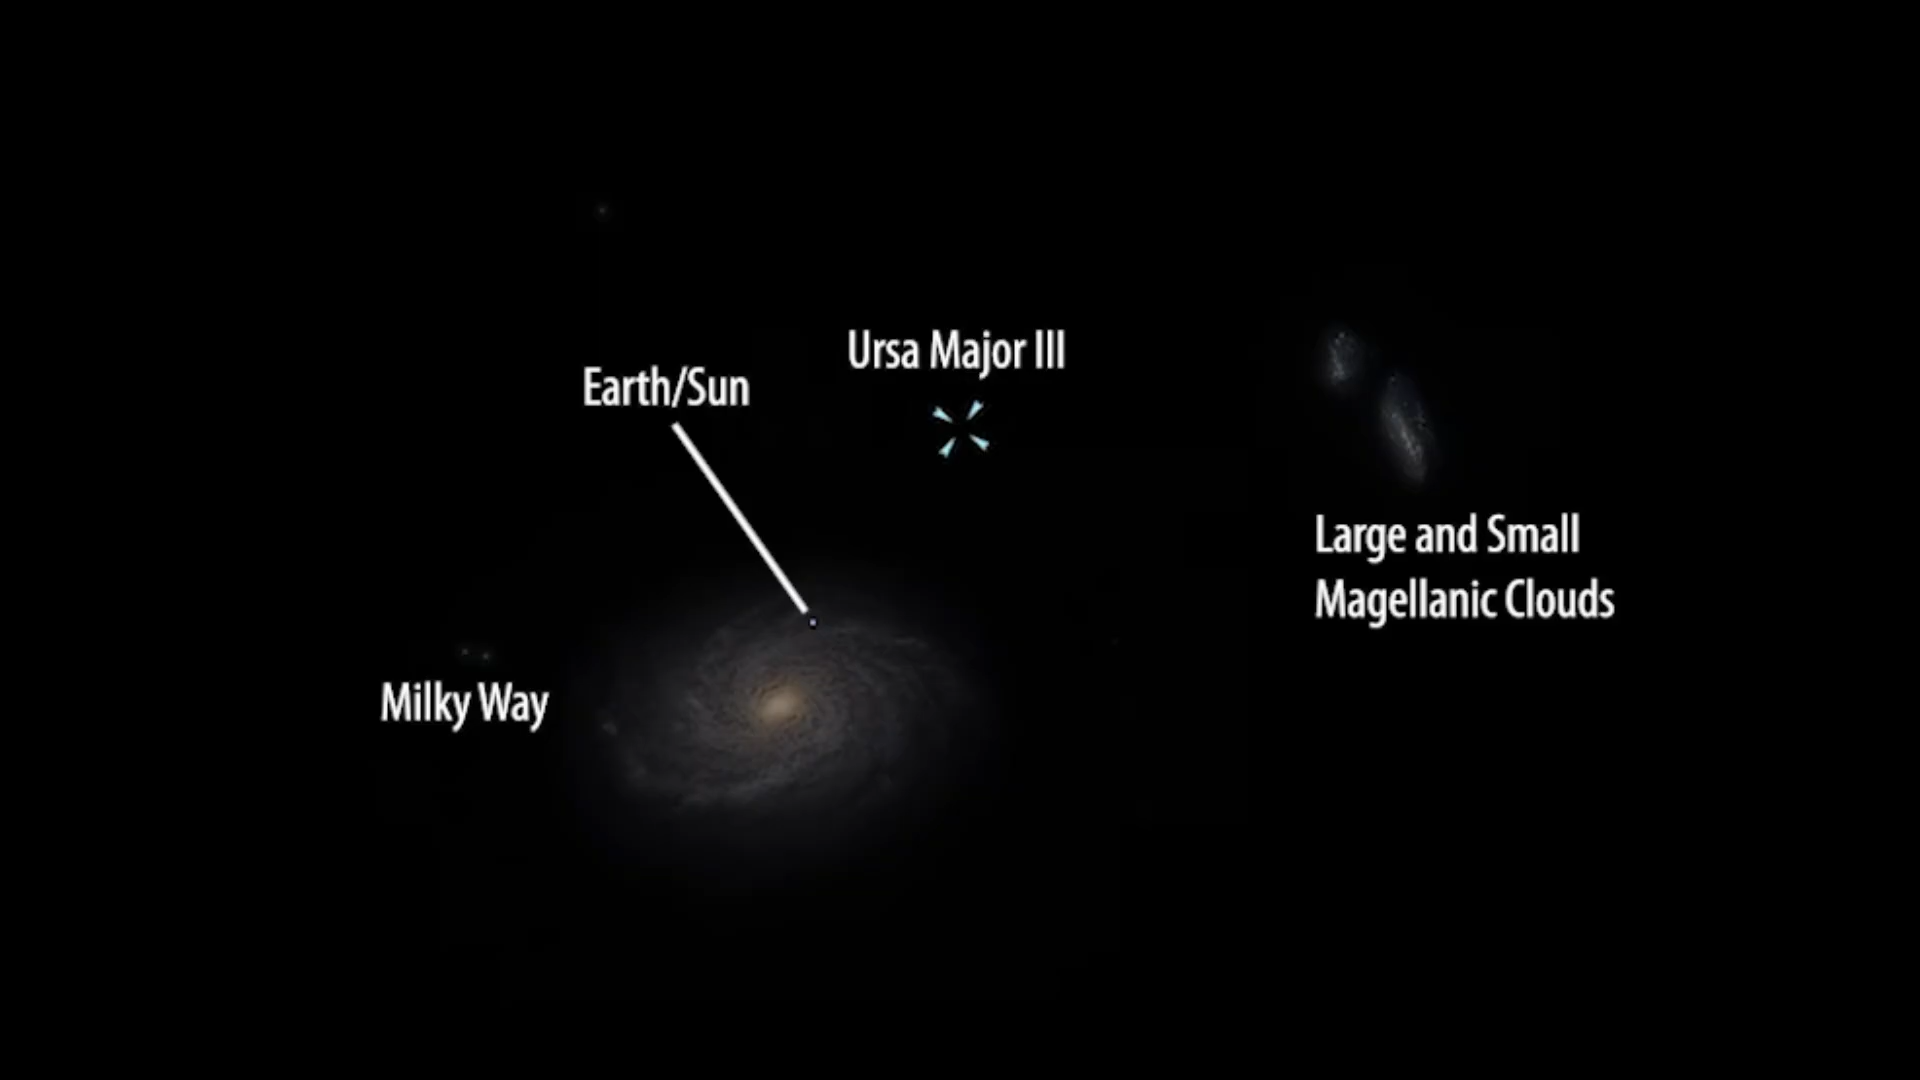 Ursa Major III
Earth/Sun
Large and Small
Magellanic Clouds
Milky Way